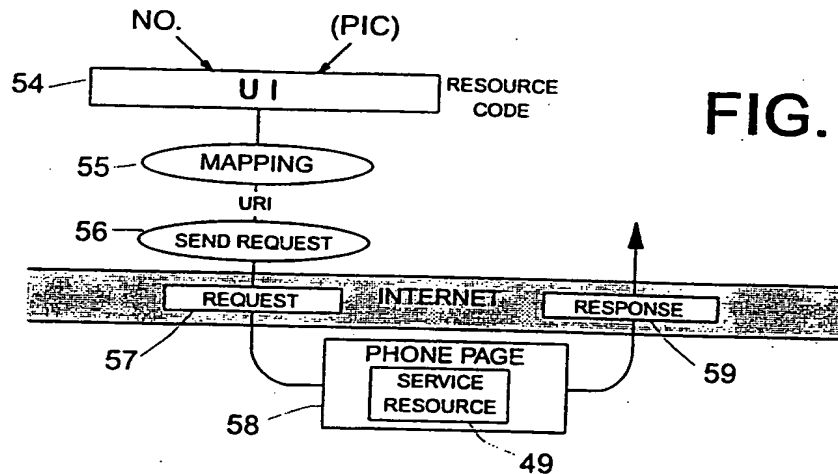 NO.
(PIC)
54
U I
RESOURCE
CODE
FIG.
55
MAPPING
URI
56
SEND REQUEST
REQUEST
INTERNET
RESPONSE
57
PHONE PAGE
59
SERVICE
RESOURCE
58
49